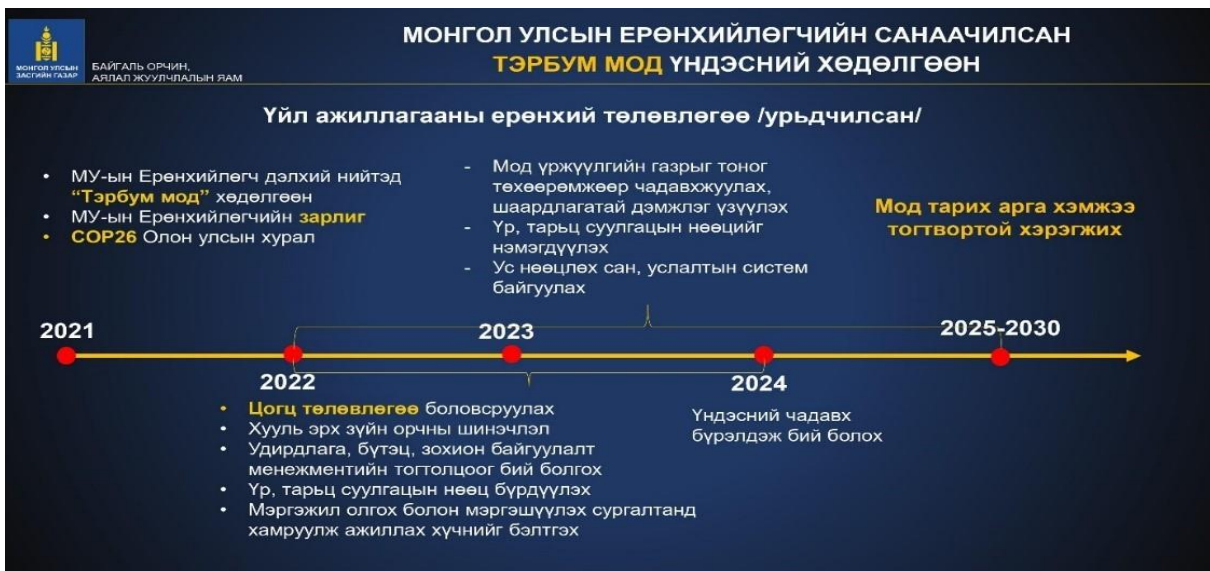 МОНГОЛ УЛСЫН
ЗАСГИЙН ГАЗАР
БАЙГАЛЬ ОРЧИН,
АЯЛАЛ ЖУУЛЧЛАЛЫН ЯАМ
МОНГОЛ УЛСЫН ЕРӨНХИЙЛӨГЧИЙН САНААЧИЛСАН
ТЭРБУМ МОД ҮНДЭСНИЙ ХӨДӨЛГӨӨН
Үйл ажиллагааны ерөнхий төлөвлөгөө /урьдчилсан/
• МУ-ын Ерөнхийлөгч дэлхий нийтэд
“Тэрбум мод” хөдөлгөөн
• МУ-ын Ерөнхийлөгчийн зарлиг
• COP26 Олон улсын хурал
- Мод үржүүлгийн газрыг тоног
төхөөрөмжөөр чадавхжуулах,
шаардлагатай дэмжлэг үзүүлэх
- Үр, тарьц суулгацын нөөцийг
нэмэгдүүлэх
- Ус нөөцлөх сан, услалтын систем
байгуулах
Мод тарих арга хэмжээ
тогтвортой хэрэгжих
2021
2022
2023
2024
2025-2030
• Цогц төлөвлөгөө боловсруулах
• Хууль эрх зүйн орчны шинэчлэл
• Удирдлага, бүтэц, зохион байгуулалт
менежментийн тогтолцоог бий болгох
• Үр, тарьц суулгацын нөөц бүрдүүлэх
• Мэргэжил олгох болон мэргэшүүлэх сургалтанд
хамруулж ажиллах хүчнийг бэлтгэх
Үндэсний чадавх
бүрэлдэж бий болох